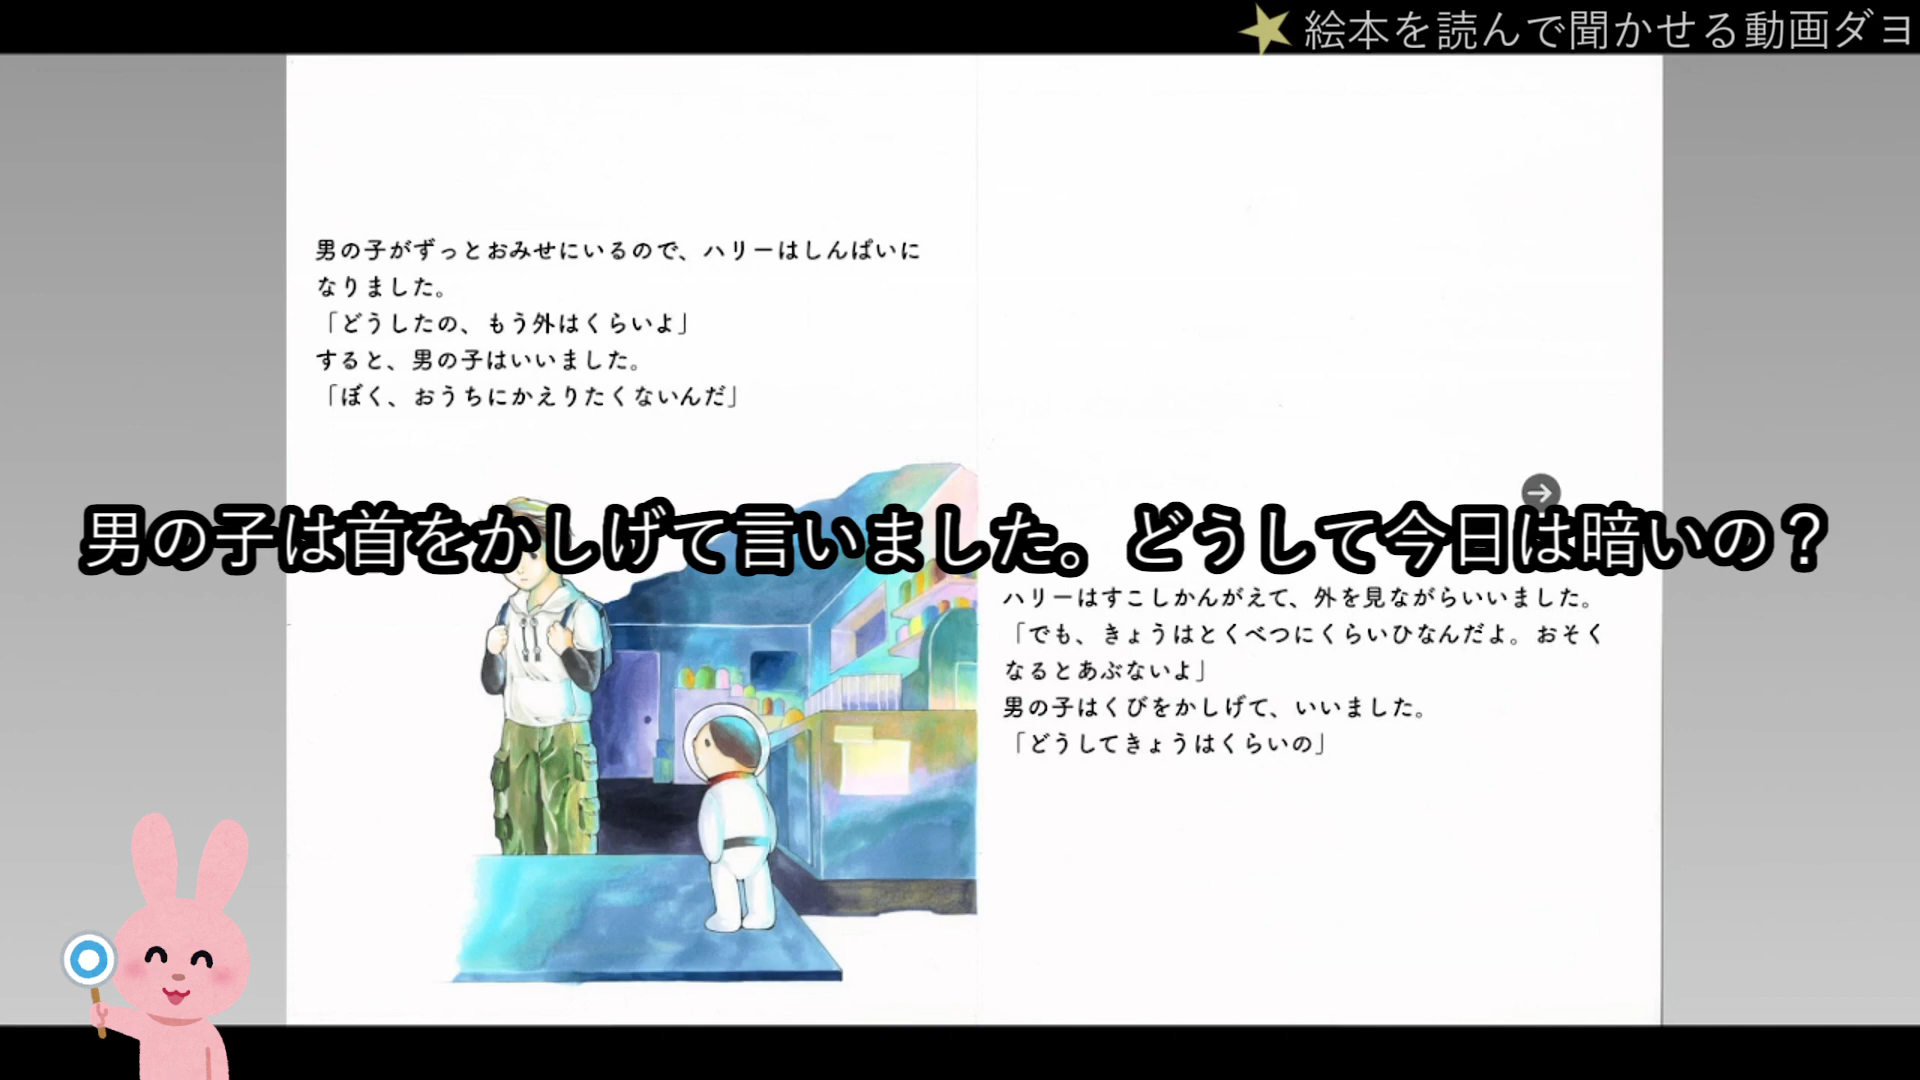 絵本を読んで聞かせる動画ダヨ
男の子がずっとおみせにいるので、ハリーはしんぱいに
なりました。
「どうしたの、もう外はくらいよ」
すると、男の子はいいました。
「ぼく、おうちにかえりたくないんだ」
男の子は首をかしげて言いました。どうして今日は暗いの？
ハリーはすこしかんがえて、外を見ながらいいました。
「でも、きょうはとくべつにくらいひなんだよ。おそく
なるとあぶないよ」
男の子はくびをかしげて、いいました。
「どうしてきょうはくらいの」